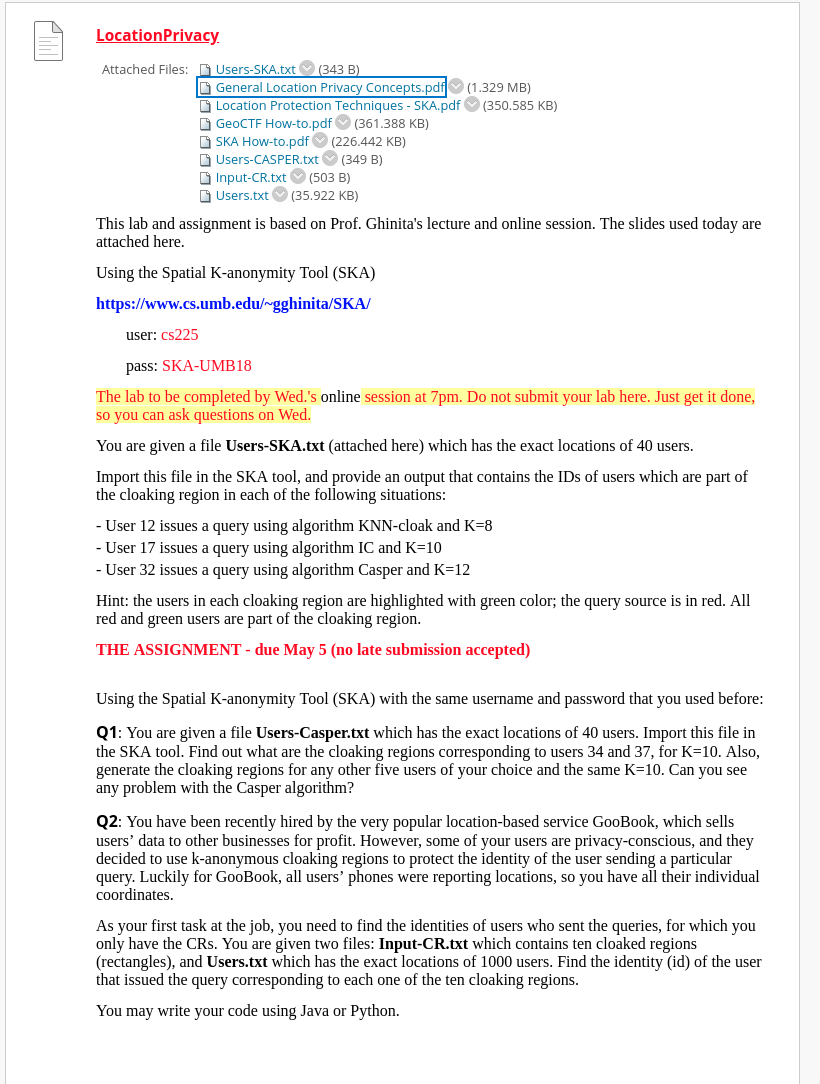 LocationPrivacy
Attached Files: Users-SKA.txt (343 B)
General Location Privacy Concepts.pdf (1.329 MB)
Location Protection Techniques - SKA.pdf (350.585 KB)
GeoCTF How-to.pdf (361.388 KB)
SKA How-to.pdf (226.442 KB)
Users-CASPER.txt (349 B)
Input-CR.txt (503 B)
Users.txt (35.922 KB)
This lab and assignment is based on Prof. Ghinita's lecture and online session. The slides used today are
attached here.
Using the Spatial K-anonymity Tool (SKA)
https://www.cs.umb.edu/~gghinita/SKA/
user: cs225
pass: SKA-UMB18
The lab to be completed by Wed.'s online session at 7pm. Do not submit your lab here. Just get it done,
so you can ask questions on Wed.
You are given a file Users-SKA.txt (attached here) which has the exact locations of 40 users.
Import this file in the SKA tool, and provide an output that contains the IDs of users which are part of
the cloaking region in each of the following situations:
- User 12 issues a query using algorithm KNN-cloak and K=8
- User 17 issues a query using algorithm IC and K=10
- User 32 issues a query using algorithm Casper and K=12
Hint: the users in each cloaking region are highlighted with green color; the query source is in red. All
red and green users are part of the cloaking region.
THE ASSIGNMENT - due May 5 (no late submission accepted)
Using the Spatial K-anonymity Tool (SKA) with the same username and password that you used before:
Q1: You are given a file Users-Casper.txt which has the exact locations of 40 users. Import this file in
the SKA tool. Find out what are the cloaking regions corresponding to users 34 and 37, for K=10. Also,
generate the cloaking regions for any other five users of your choice and the same K=10. Can you see
any problem with the Casper algorithm?
Q2: You have been recently hired by the very popular location-based service GooBook, which sells
users’ data to other businesses for profit. However, some of your users are privacy-conscious, and they
decided to use k-anonymous cloaking regions to protect the identity of the user sending a particular
query. Luckily for GooBook, all users’ phones were reporting locations, so you have all their individual
coordinates.
As your first task at the job, you need to find the identities of users who sent the queries, for which you
only have the CRs. You are given two files: Input-CR.txt which contains ten cloaked regions
(rectangles), and Users.txt which has the exact locations of 1000 users. Find the identity (id) of the user
that issued the query corresponding to each one of the ten cloaking regions.
You may write your code using Java or Python.